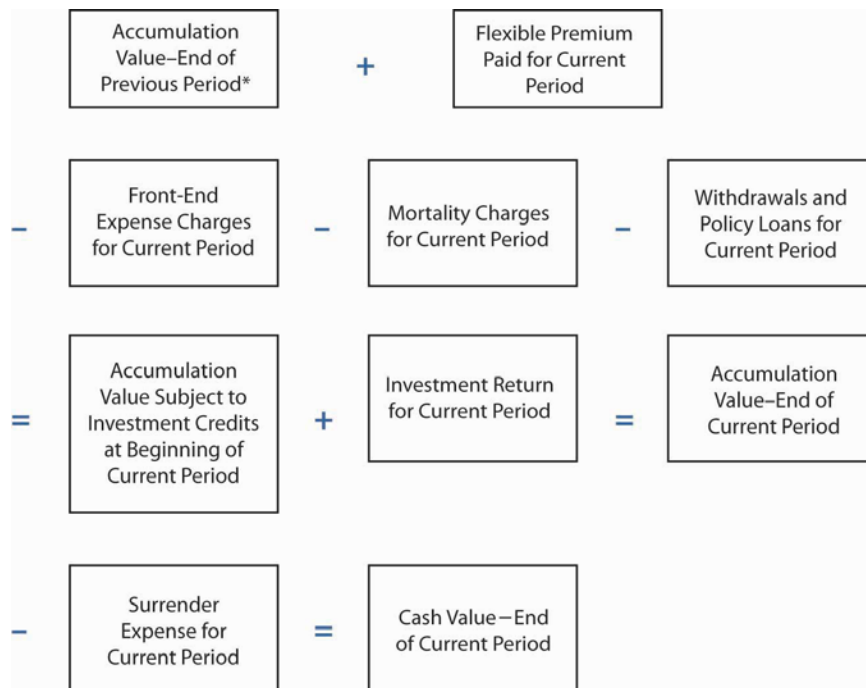 Accumulation
Value–End of
Previous Period*
+
Flexible Premium
Paid for Current
Period
–
Front-End
Expense Charges
for Current Period
–
Mortality Charges
for Current Period
–
Withdrawals and
Policy Loans for
Current Period
=
Accumulation
Value Subject to
Investment Credits
at Beginning of
Current Period
+
Investment Return
for Current Period
=
Accumulation
Value–End of
Current Period
–
Surrender
Expense for
Current Period
=
Cash Value–End
of Current Period